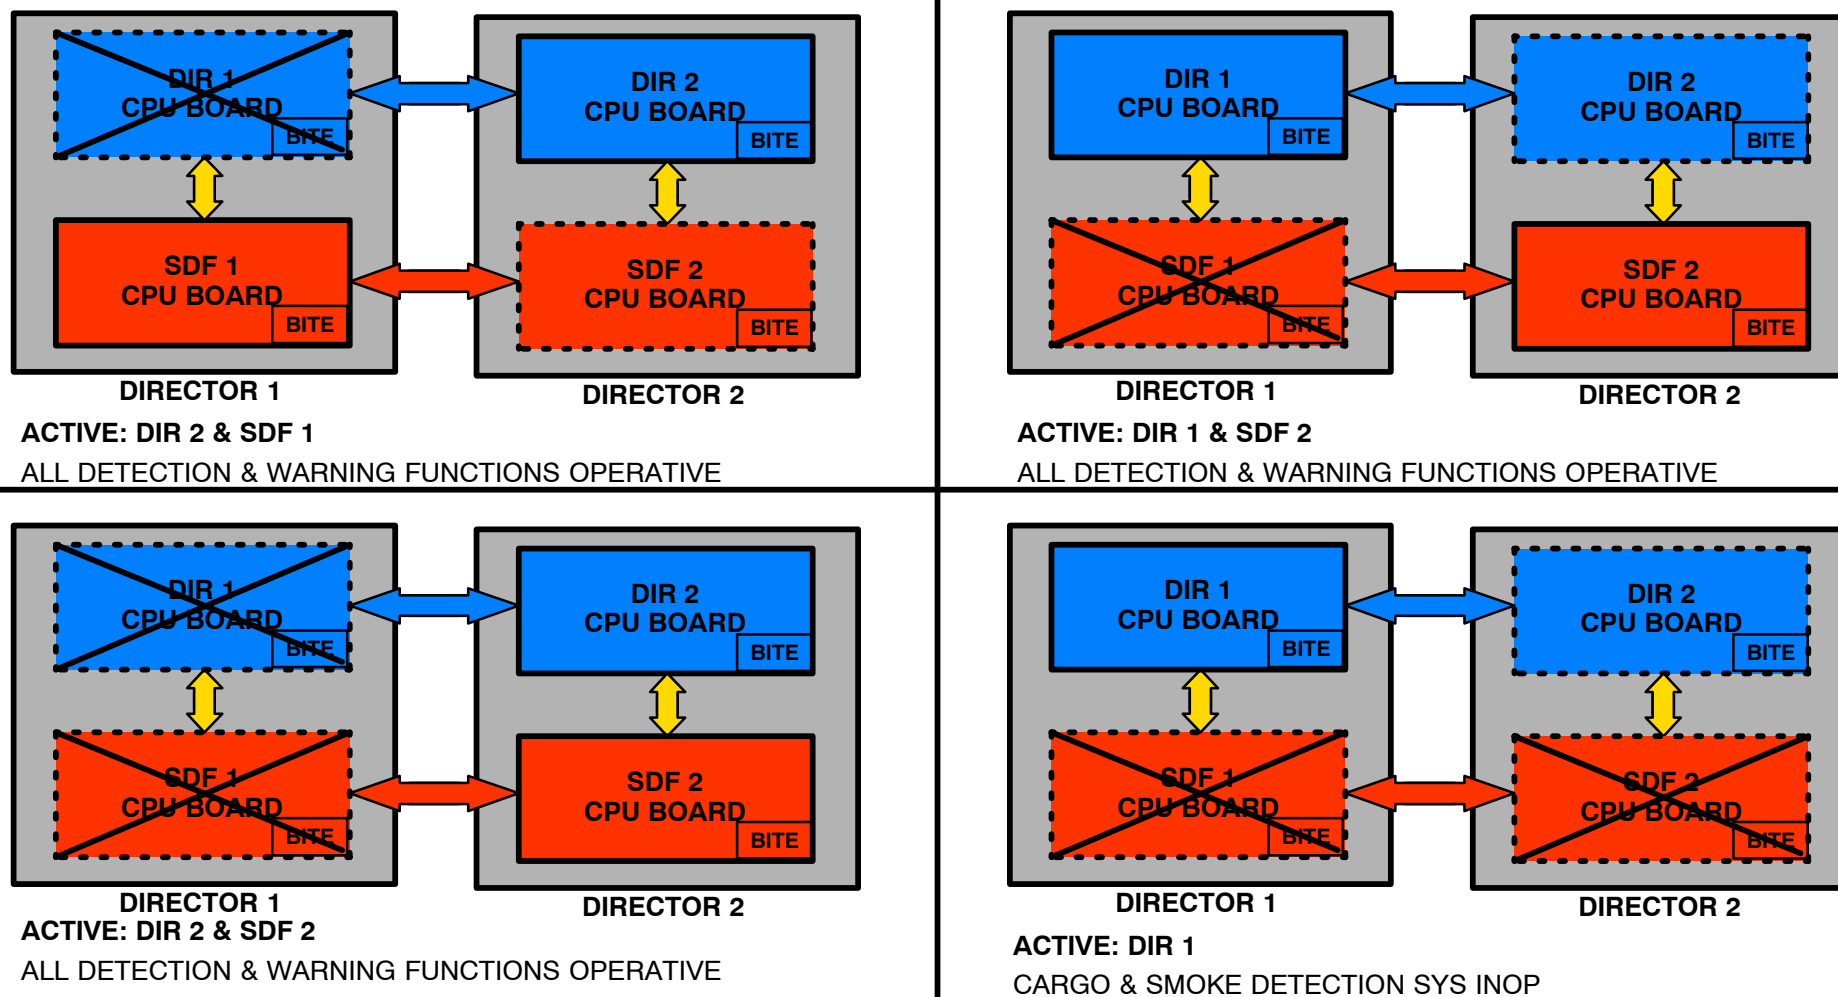 DIR 1
CPU BOARD
BITE
DIR 2
CPU BOARD
BITE
SDF 1
CPU BOARD
BITE
SDF 2
CPU BOARD
BITE
DIRECTOR 1
DIRECTOR 2
ACTIVE: DIR 2 & SDF 1
ALL DETECTION & WARNING FUNCTIONS OPERATIVE
DIR 1
CPU BOARD
BITE
DIR 2
CPU BOARD
BITE
SDF 1
CPU BOARD
BITE
SDF 2
CPU BOARD
BITE
DIRECTOR 1
DIRECTOR 2
ACTIVE: DIR 1 & SDF 2
ALL DETECTION & WARNING FUNCTIONS OPERATIVE
DIR 1
CPU BOARD
BITE
DIR 2
CPU BOARD
BITE
SDF 1
CPU BOARD
BITE
SDF 2
CPU BOARD
BITE
DIRECTOR 1
DIRECTOR 2
ACTIVE: DIR 2 & SDF 2
ALL DETECTION & WARNING FUNCTIONS OPERATIVE
DIR 1
CPU BOARD
BITE
DIR 2
CPU BOARD
BITE
SDF 1
CPU BOARD
BITE
SDF 2
CPU BOARD
BITE
DIRECTOR 1
DIRECTOR 2
ACTIVE: DIR 1
CARGO & SMOKE DETECTION SYS INOP